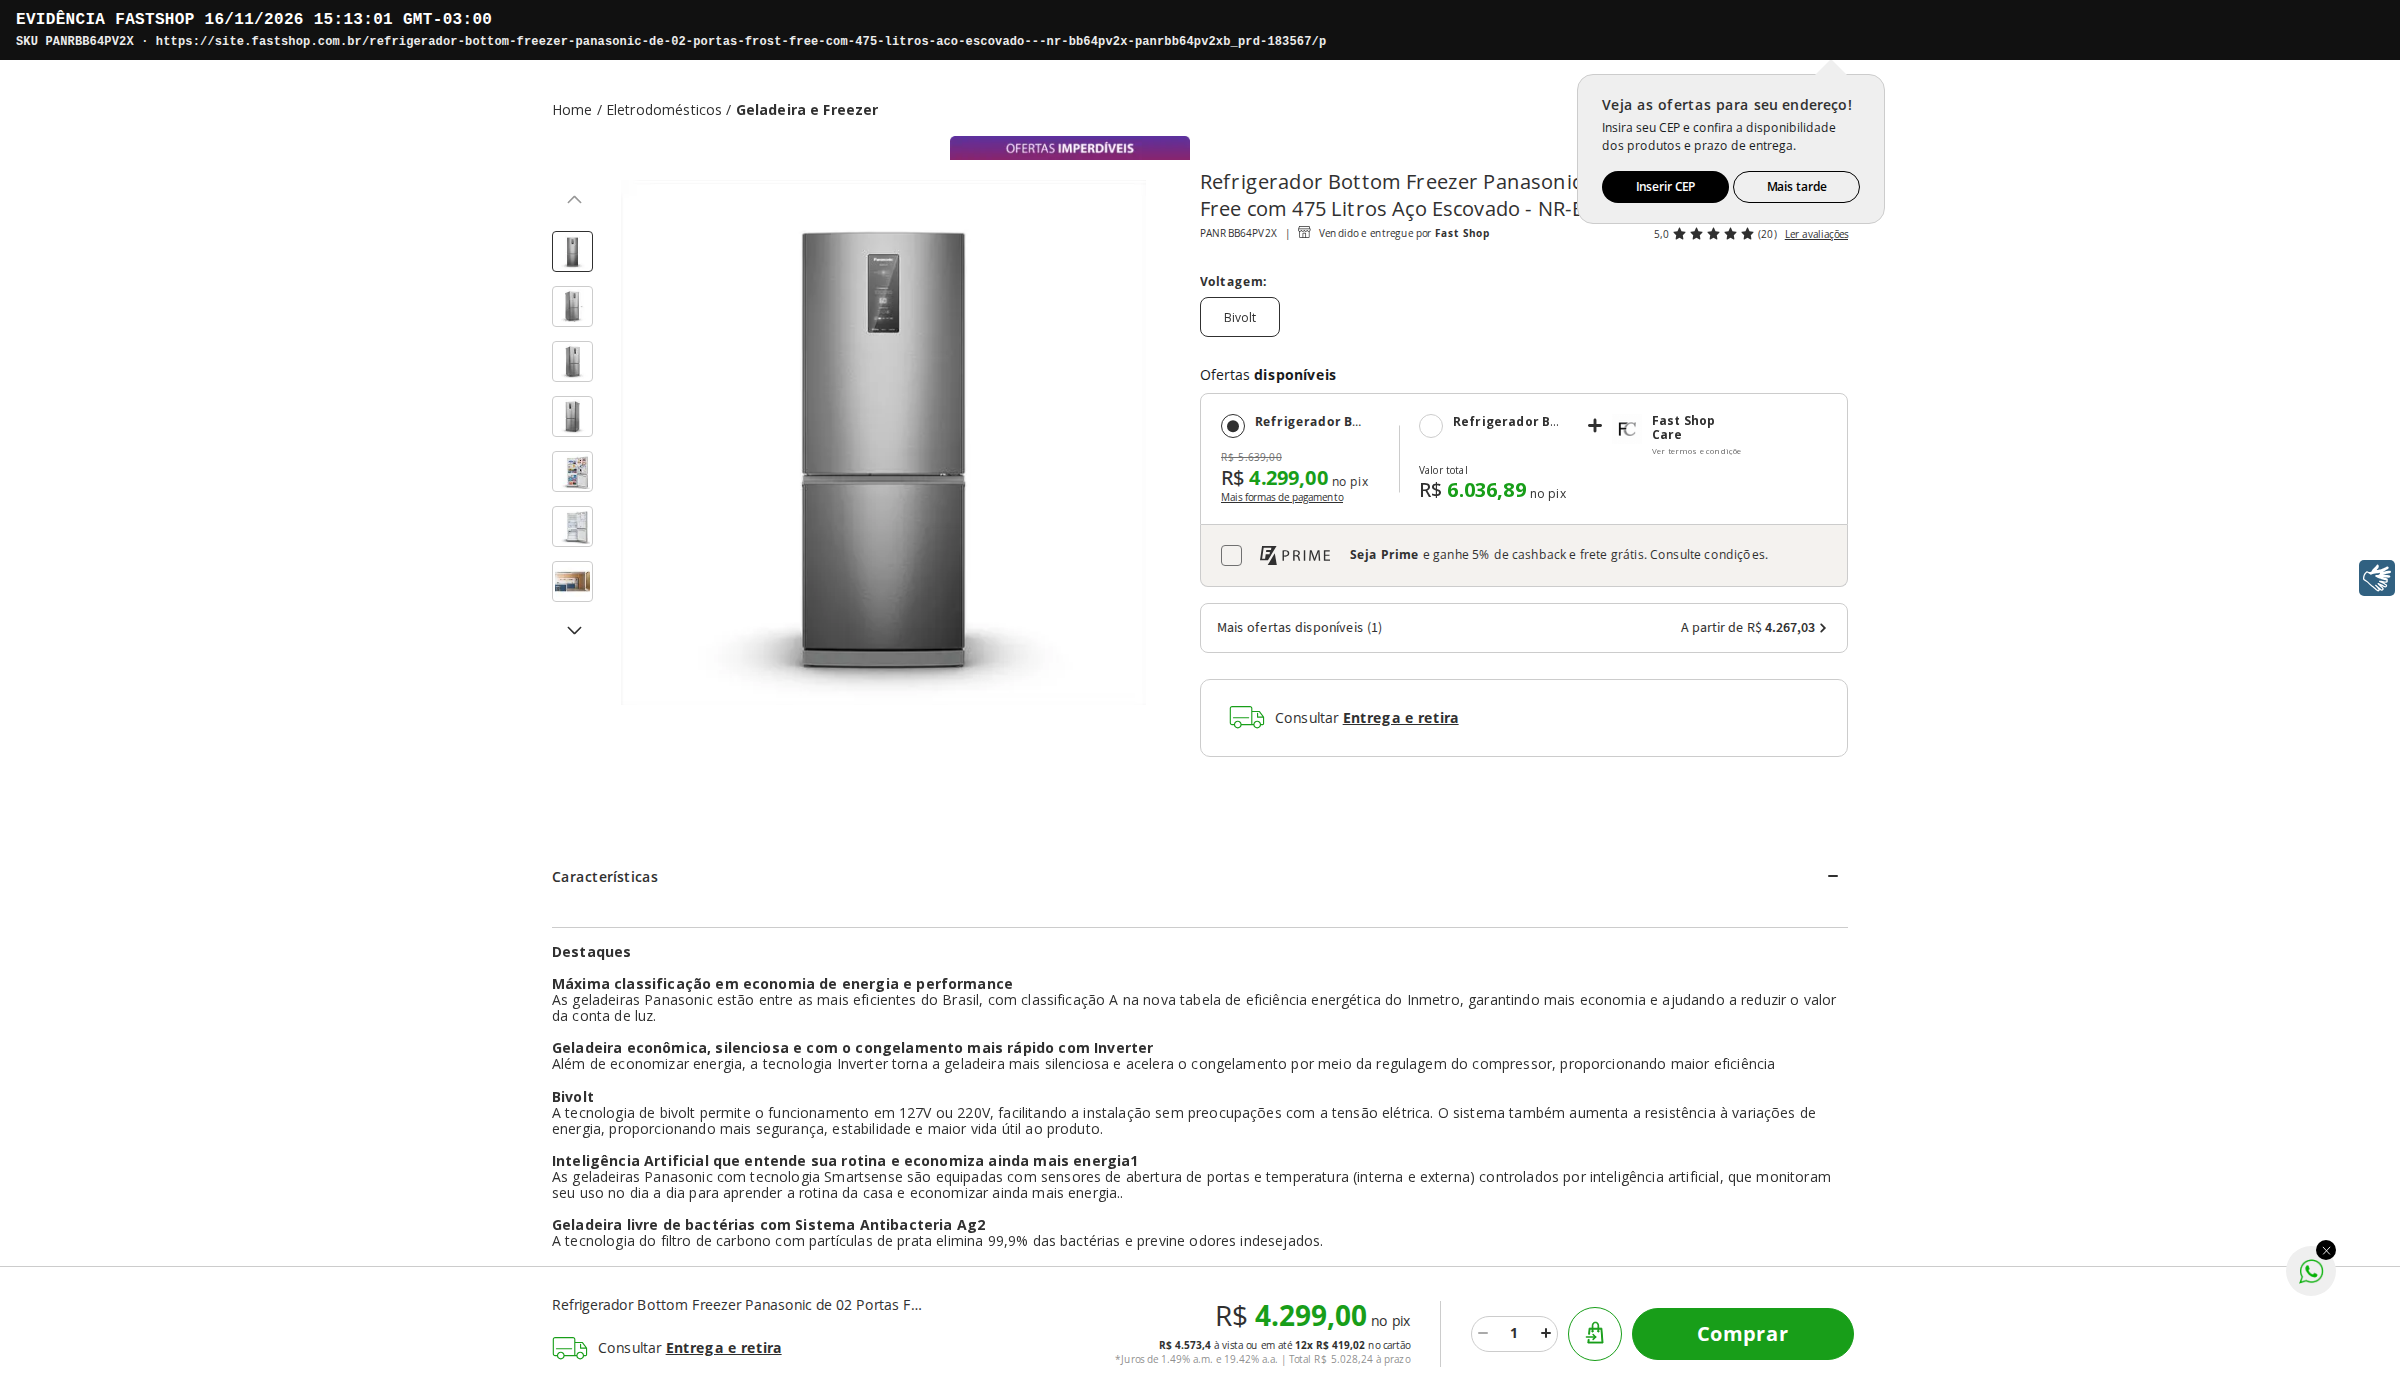 EVIDÊNCIA FASTSHOP 16/11/2026 15:13:01 GMT-03:00
SKU PANRBB64PV2X · https://site.fastshop.com.br/refrigerador-bottom-freezer-panasonic-de-02-portas-frost-free-com-475-litros-aco-escovado---nr-bb64pv2x-panrbb64pv2xb_prd-183567/p
Veja as ofertas para seu endereço!
Insira seu CEP e confira a disponibilidade
dos produtos e prazo de entrega.
Inserir CEP
Mais tarde
Home / Eletrodomésticos / Geladeira e Freezer
OFERTAS IMPERDÍVEIS
Refrigerador Bottom Freezer Panasonic
Free com 475 Litros Aço Escovado - NR-B
PANRBB64PV2X | Vendido e entregue por Fast Shop
5,0 (20) Ler avaliações
Panasonic
Voltagem:
Bivolt
Ofertas disponíveis
Refrigerador B...
R$ 5.639,00
R$ 4.299,00 no pix
Mais formas de pagamento
Refrigerador B...
+
FC
Fast Shop
Care
Ver termos e condiçõe
Valor total
R$ 6.036,89 no pix
PRIME
Seja Prime e ganhe 5% de cashback e frete grátis. Consulte condições.
Mais ofertas disponíveis (1)
A partir de R$ 4.267,03
Consultar Entrega e retira
Características
Destaques
Máxima classificação em economia de energia e performance
As geladeiras Panasonic estão entre as mais eficientes do Brasil, com classificação A na nova tabela de eficiência energética do Inmetro, garantindo mais economia e ajudando a reduzir o valor
da conta de luz.
Geladeira econômica, silenciosa e com o congelamento mais rápido com Inverter
Além de economizar energia, a tecnologia Inverter torna a geladeira mais silenciosa e acelera o congelamento por meio da regulagem do compressor, proporcionando maior eficiência
Bivolt
A tecnologia de bivolt permite o funcionamento em 127V ou 220V, facilitando a instalação sem preocupações com a tensão elétrica. O sistema também aumenta a resistência à variações de
energia, proporcionando mais segurança, estabilidade e maior vida útil ao produto.
Inteligência Artificial que entende sua rotina e economiza ainda mais energia1
As geladeiras Panasonic com tecnologia Smartsense são equipadas com sensores de abertura de portas e temperatura (interna e externa) controlados por inteligência artificial, que monitoram
seu uso no dia a dia para aprender a rotina da casa e economizar ainda mais energia..
Geladeira livre de bactérias com Sistema Antibacteria Ag2
A tecnologia do filtro de carbono com partículas de prata elimina 99,9% das bactérias e previne odores indesejados.
Refrigerador Bottom Freezer Panasonic de 02 Portas F...
Consultar Entrega e retira
R$ 4.299,00 no pix
R$ 4.573,4 à vista ou em até 12x R$ 419,02 no cartão
*Juros de 1.49% a.m. e 19.42% a.a. | Total R$ 5.028,24 à prazo
1
Comprar